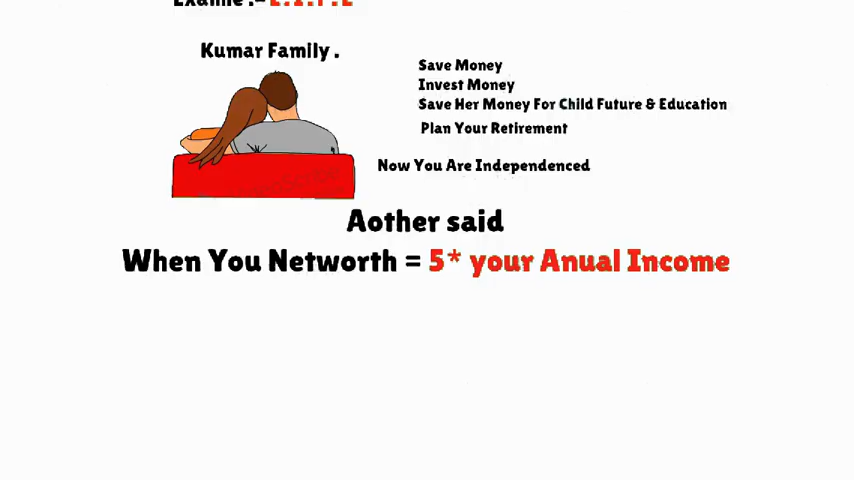 Kumar Family .
Save Money
Invest Money
Save Her Money For Child Future & Education
Plan Your Retirement
Now You Are Independenced
Aother said
When You Networth = 5* your Anual Income